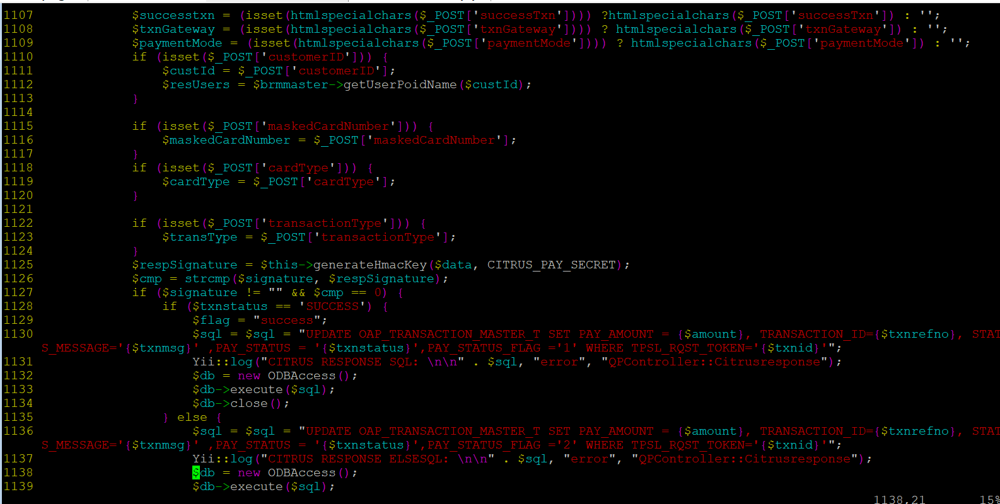 1107 $successtxn = (isset(htmlspecialchars($_POST['successTxn']))) ?htmlspecialchars($_POST['successTxn']) : '';
1108 $txnGateway = (isset(htmlspecialchars($_POST['txnGateway']))) ? htmlspecialchars($_POST['txnGateway']) : '';
1109 $paymentMode = (isset(htmlspecialchars($_POST['paymentMode']))) ? htmlspecialchars($_POST['paymentMode']) : '';
1110 if (isset($_POST['customerID'])) {
1111 $custId = $_POST['customerID'];
1112 $resUsers = $brmmaster->getUserPoidName($custId);
1113 }
1114
1115 if (isset($_POST['maskedCardNumber'])) {
1116 $maskedCardNumber = $_POST['maskedCardNumber'];
1117 }
1118 if (isset($_POST['cardType'])) {
1119 $cardType = $_POST['cardType'];
1120 }
1121
1122 if (isset($_POST['transactionType'])) {
1123 $transType = $_POST['transactionType'];
1124 }
1125 $respSignature = $this->generateHmacKey($data, CITRUS_PAY_SECRET);
1126 $cmp = strcmp($signature, $respSignature);
1127 if ($signature != "" && $cmp == 0) {
1128 if ($txnstatus == 'SUCCESS') {
1129 $flag = "success";
1130 $sql = $sql = "UPDATE OAP_TRANSACTION_MASTER_T SET PAY_AMOUNT = {$amount}, TRANSACTION_ID={$txnrefno}, STAT
S_MESSAGE='{$txnmsg}' ,PAY_STATUS = '{$txnstatus}',PAY_STATUS_FLAG ='1' WHERE TPSL_RQST_TOKEN='{$txnid}'";
1131 Yii::log("CITRUS RESPONSE SQL: \n\n" . $sql, "error", "QPController::Citrusresponse");
1132 $db = new ODBAccess();
1133 $db->execute($sql);
1134 $db->close();
1135 } else {
1136 $sql = $sql = "UPDATE OAP_TRANSACTION_MASTER_T SET PAY_AMOUNT = {$amount}, TRANSACTION_ID={$txnrefno}, STAT
S_MESSAGE='{$txnmsg}' ,PAY_STATUS = '{$txnstatus}',PAY_STATUS_FLAG ='2' WHERE TPSL_RQST_TOKEN='{$txnid}'";
1137 Yii::log("CITRUS RESPONSE ELSESQL: \n\n" . $sql, "error", "QPController::Citrusresponse");
1138 $db = new ODBAccess();
1139 $db->execute($sql);
1138,21 15%